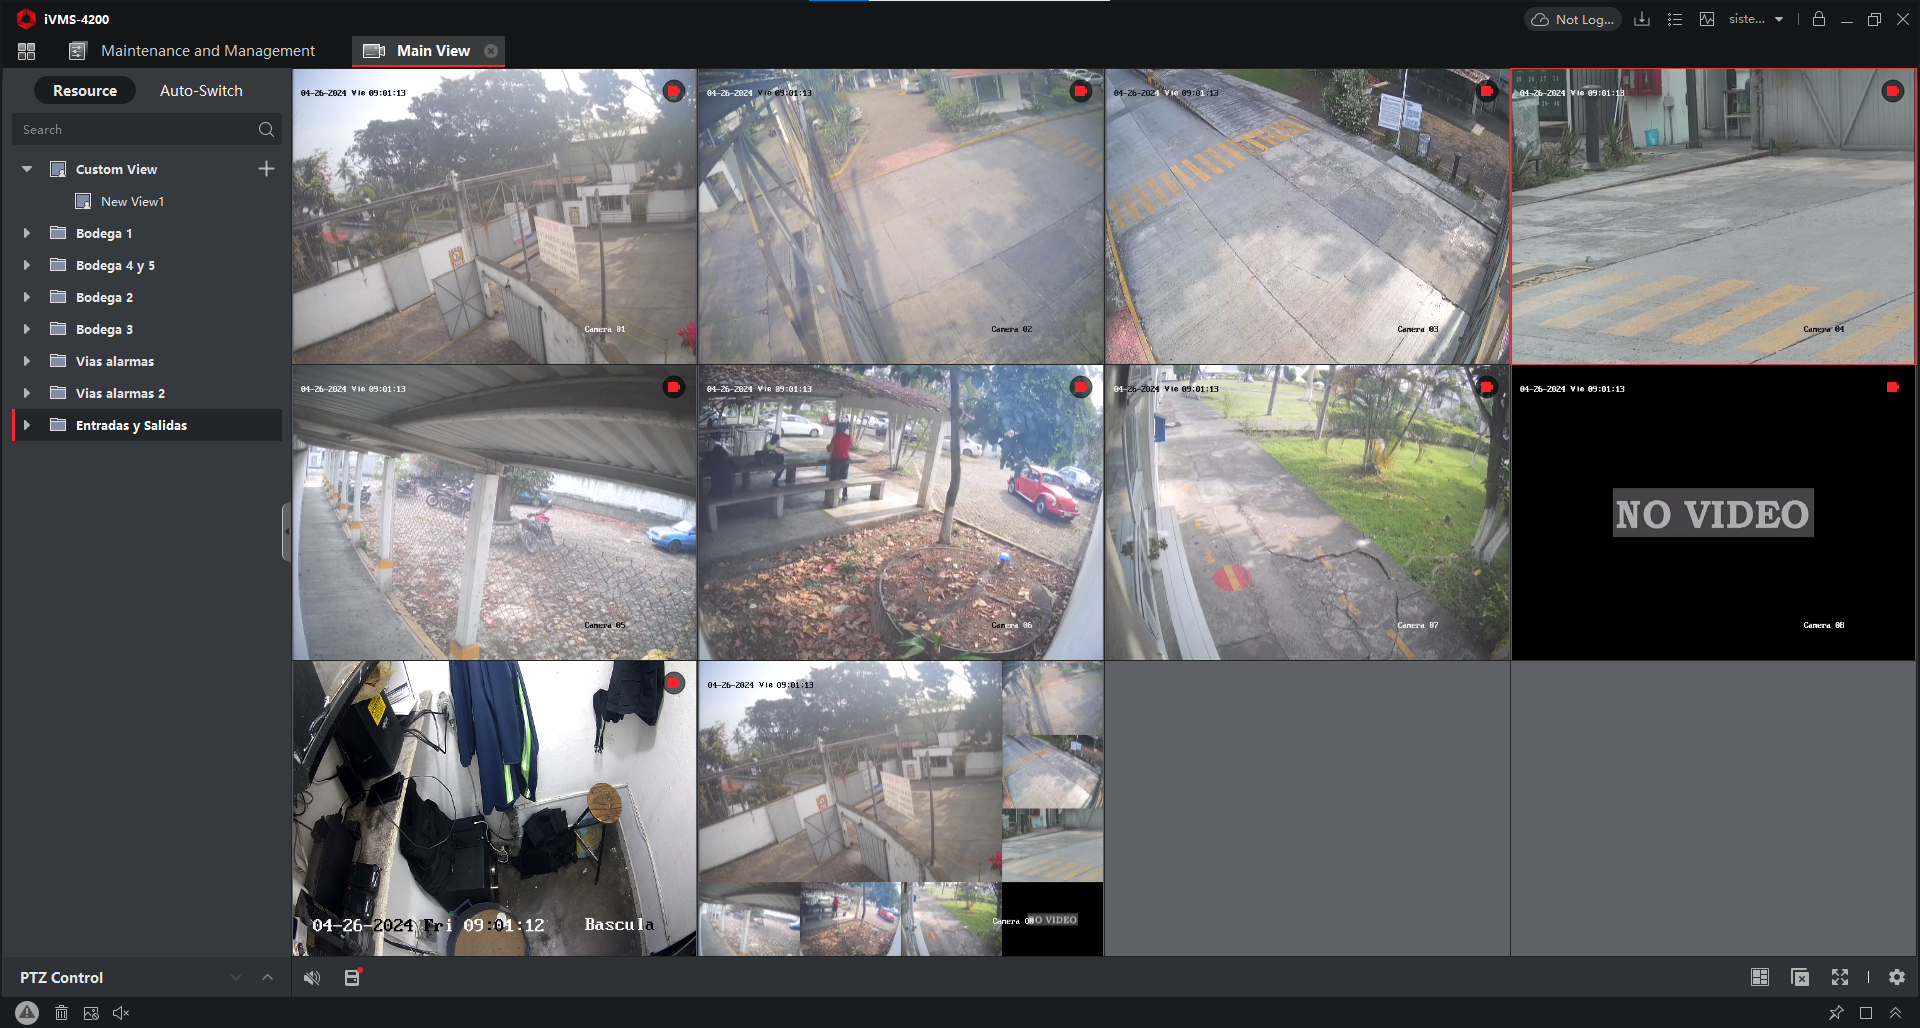 iVMS-4200
Not Log...
siste...
Maintenance and Management
Main View
Resource
Auto-Switch
Search
Custom View
New View1
Bodega 1
Bodega 4 y 5
Bodega 2
Bodega 3
Vias alarmas
Vias alarmas 2
Entradas y Salidas
04-26-2024 Vie 09:01:13
Camera 01
04-26-2024 Vie 09:01:13
Camera 02
04-26-2024 Vie 09:01:13
Camera 03
04-26-2024 Vie 09:01:13
Camera 04
04-26-2024 Vie 09:01:13
Camera 05
04-26-2024 Vie 09:01:13
Camera 06
04-26-2024 Vie 09:01:13
Camera 07
04-26-2024 Vie 09:01:13
NO VIDEO
Camera 08
04-26-2024 Fri 09:01:12
Bascula
04-26-2024 Vie 09:01:13
NO VIDEO
PTZ Control